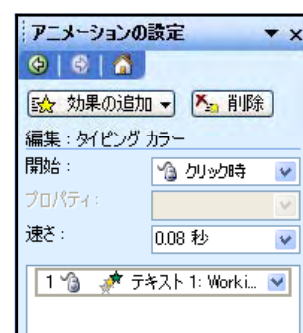 アニメーションの設定
効果の追加 削除
編集：タイピング カラー
開始： クリック時
プロパティ：
速さ： 0.08 秒
1 テキスト 1: Worki...